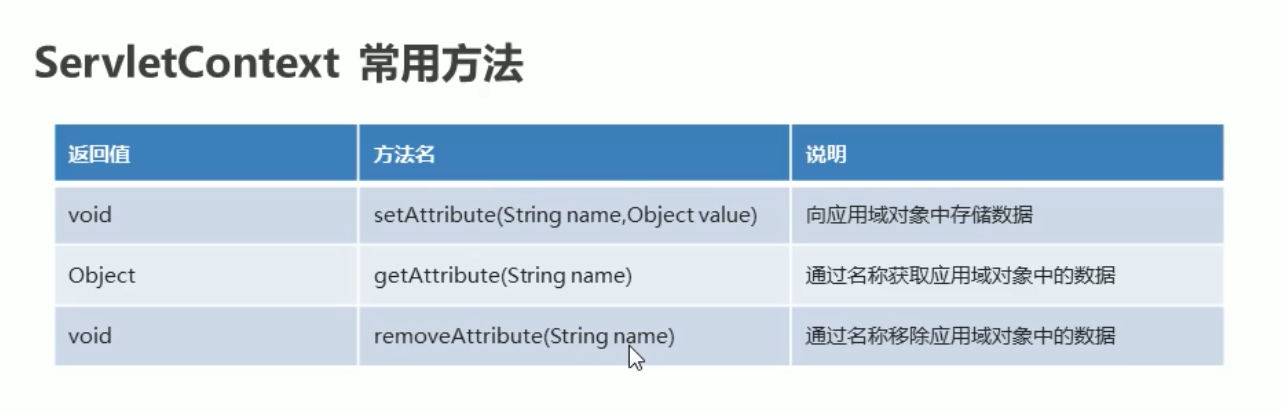 ServletContext 常用方法
返回值 方法名 说明
void setAttribute(String name,Object value) 向应用域对象中存储数据
Object getAttribute(String name) 通过名称获取应用域对象中的数据
void removeAttribute(String name) 通过名称移除应用域对象中的数据